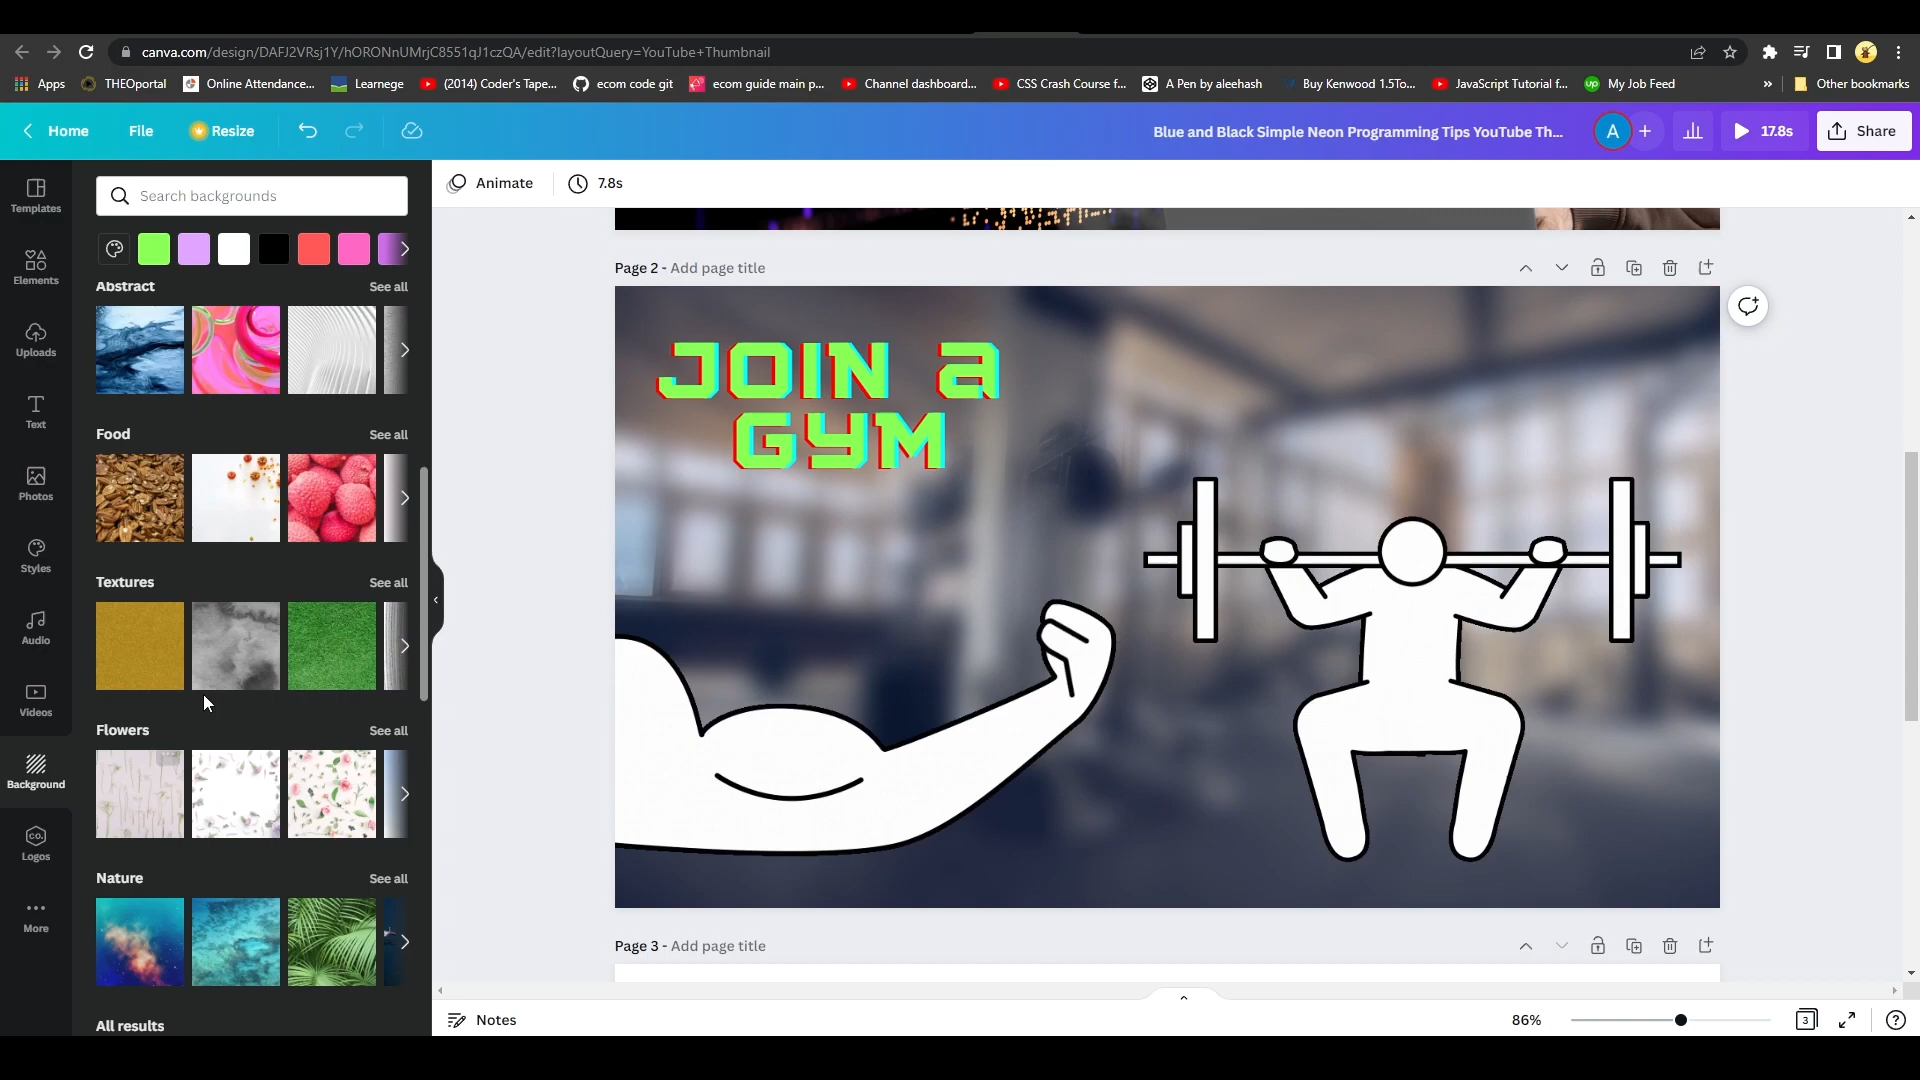 canva.com/design/DAFJ2VRsj1Y/hORONnUMrjC8551qJ1czQA/edit?layoutQuery=YouTube+Thumbnail
Apps THEOportal Online Attendance... Learnege (2014) Coder's Tape... ecom code git ecom guide main p... Channel dashboard... CSS Crash Course f... A Pen by aleehash Buy Kenwood 1.5To... JavaScript Tutorial f... My Job Feed » Other bookmarks
Home File Resize Blue and Black Simple Neon Programming Tips YouTube Th... A + 17.8s Share
Animate 7.8s
Templates
Elements
Uploads
Text
Photos
Styles
Audio
Videos
Background
CO.
Logos
More
Search backgrounds
Abstract See all
Food See all
Textures See all
Flowers See all
Nature See all
All results
Page 2 - Add page title
JOIN a
GYM
Page 3 - Add page title
Notes 86% 3 ?